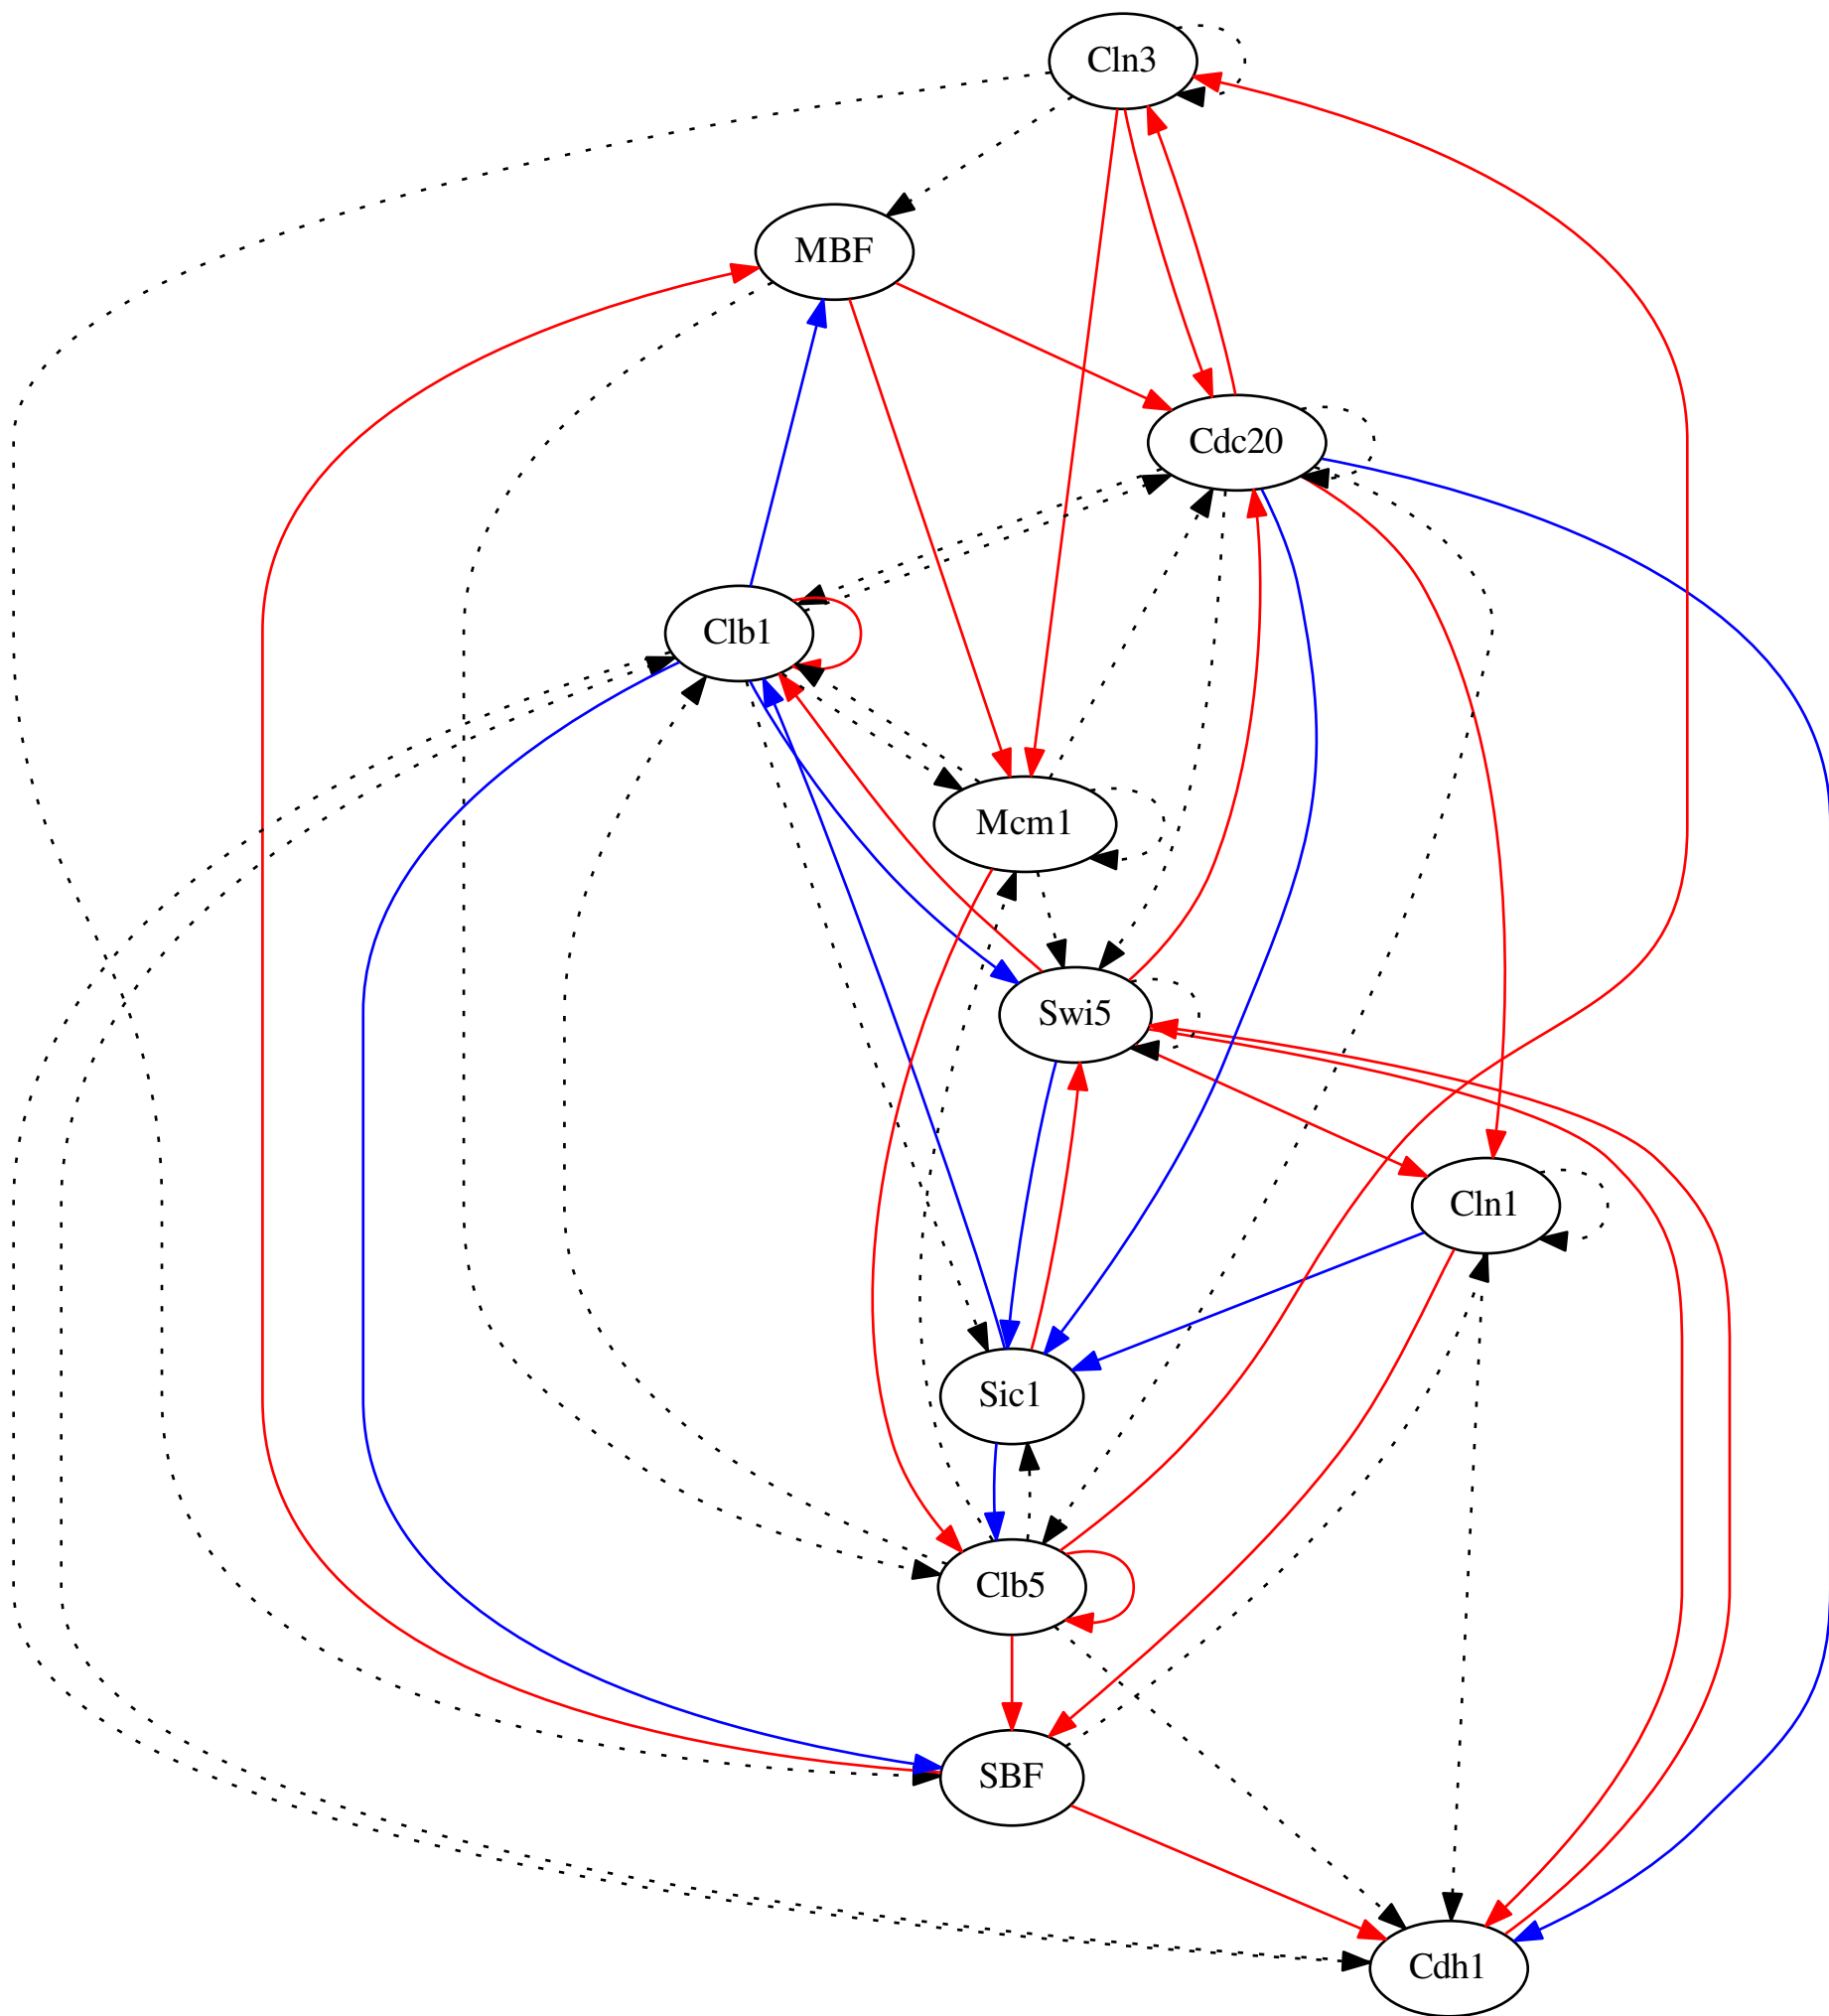 Cln3
MBF
Cdc20
Clb1
Mcm1
Swi5
Cln1
Sic1
Clb5
SBF
Cdh1